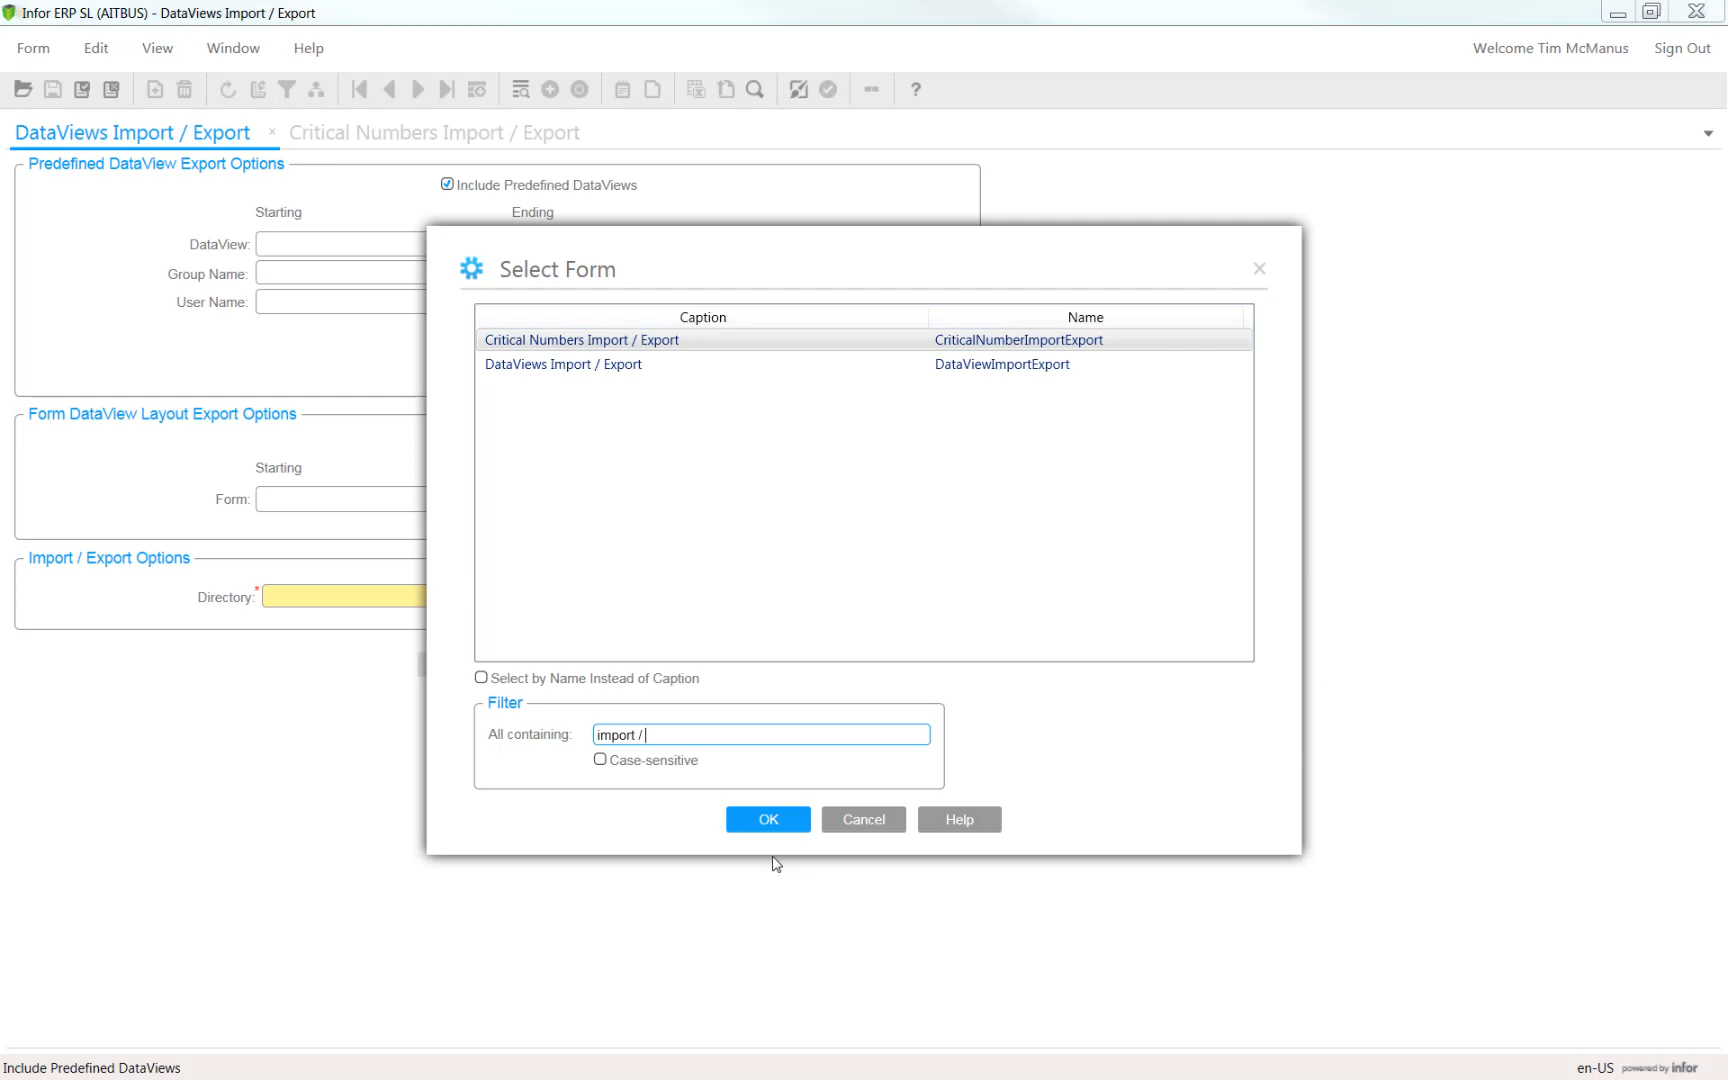 Infor ERP SL (AITBUS) - DataViews Import / Export
Form Edit View Window Help
Welcome Tim McManus Sign Out
?
DataViews Import / Export × Critical Numbers Import / Export
Predefined DataView Export Options
Include Predefined DataViews
Starting Ending
DataView:
Group Name:
User Name:
Form DataView Layout Export Options
Starting
Form:
Import / Export Options
Directory:*
Select Form
Caption Name
Critical Numbers Import / Export CriticalNumberImportExport
DataViews Import / Export DataViewImportExport
Select by Name Instead of Caption
Filter
All containing: import /
Case-sensitive
OK Cancel Help
Include Predefined DataViews
en-US powered by infor